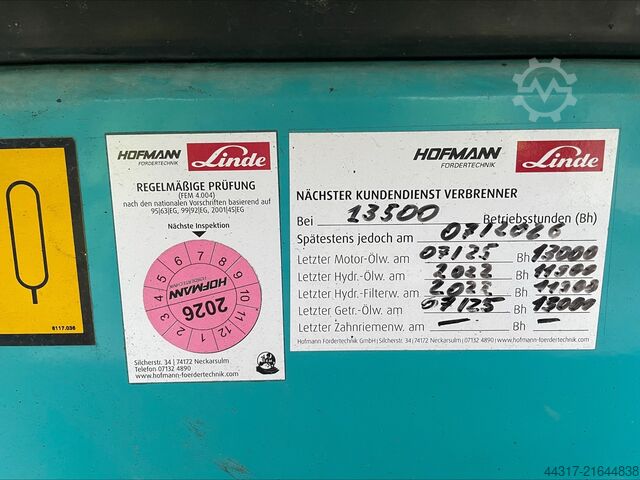 HOFMANN
FÖRDERTECHNIK
Linde
REGELMÄßIGE PRÜFUNG
(FEM 4.004)
nach den nationalen Vorschriften basierend auf
95|63|EG, 99|92|EG, 2001|45|EG
Nächste Inspektion
1 2 3 4 5 6 7 8 9 10 11 12
HOFMANN
FÖRDERTECHNIK
2026
Silcherstr. 34 | 74172 Neckarsulm
Telefon 07132 4890
www.hofmann-foerdertechnik.com
8117.036
HOFMANN
FÖRDERTECHNIK
Linde
NÄCHSTER KUNDENDIENST VERBRENNER
Bei 13500 Betriebsstunden (Bh)
Spätestens jedoch am 07/2026
Letzter Motor-Ölw. am 07/25 Bh 13000
Letzter Hydr.-Ölw. am 2022 Bh 11300
Letzter Hydr.-Filterw. am 2022 Bh 11300
Letzter Getr.-Ölw. am 07/25 Bh 13000
Letzter Zahnriemenw. am — Bh —
Hofmann Fördertechnik GmbH | Silcherstr. 34 | 74172 Neckarsulm | Telefon 07132 4890 | www.hofmann-foerdertechnik.com
44317-21644838